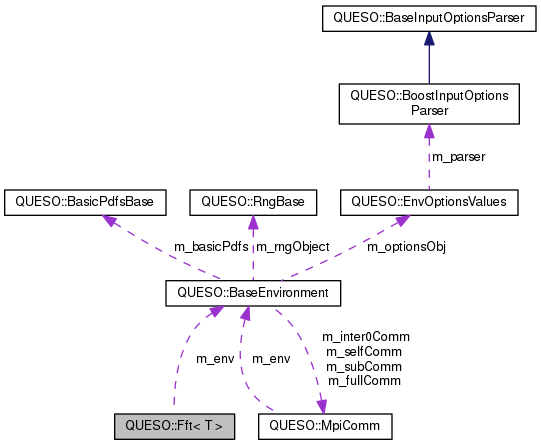 QUESO::BaseInputOptionsParser
QUESO::BoostInputOptions
Parser
m_parser
QUESO::BasicPdfsBase
QUESO::RngBase
QUESO::EnvOptionsValues
m_basicPdfs
m_rngObject
m_optionsObj
QUESO::BaseEnvironment
m_env
m_env
m_inter0Comm
m_selfComm
m_subComm
m_fullComm
QUESO::Fft< T >
QUESO::MpiComm